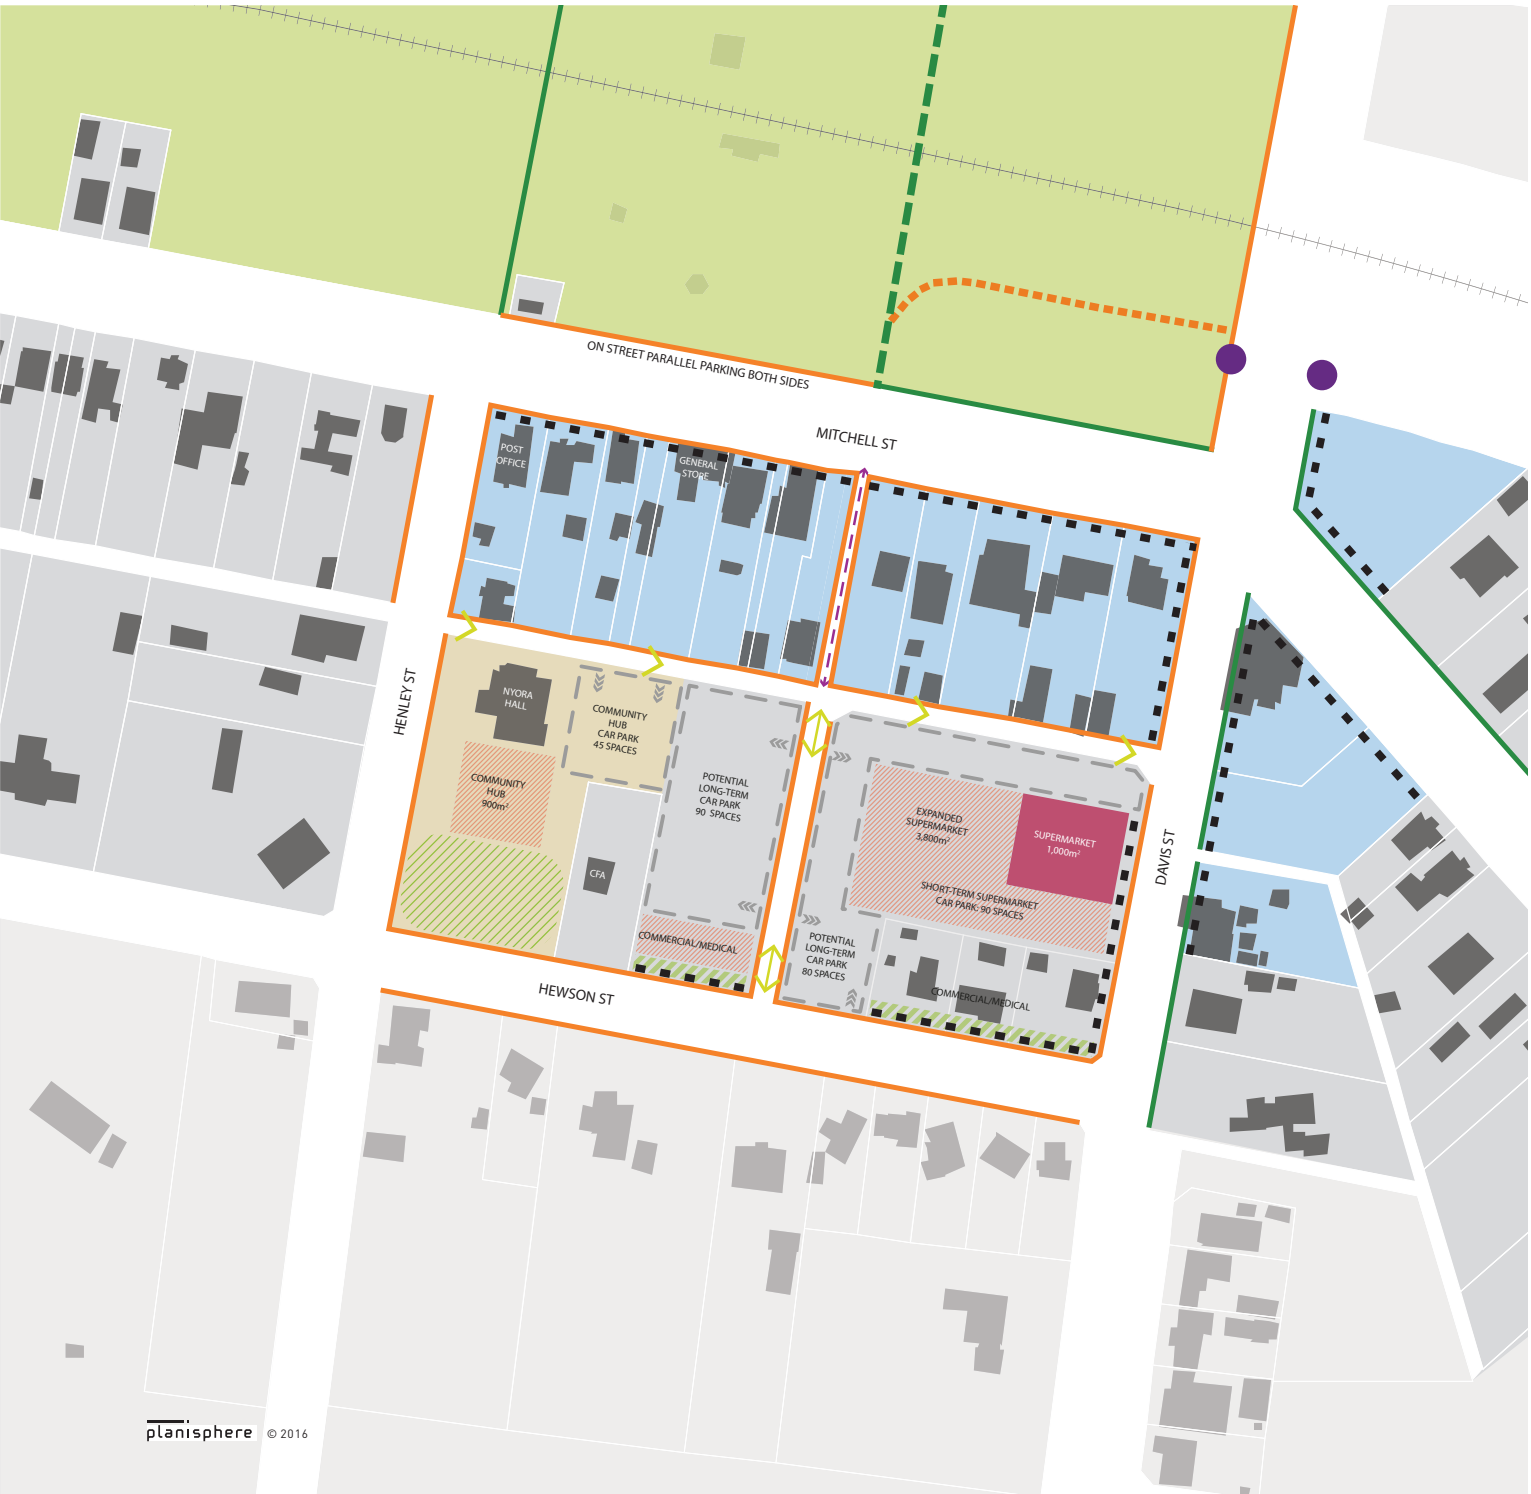 ON STREET PARALLEL PARKING BOTH SIDES
MITCHELL ST
POST
OFFICE
GENERAL
STORE
HENLEY ST
NYORA
HALL
COMMUNITY
HUB
CAR PARK
45 SPACES
COMMUNITY
HUB
900m²
POTENTIAL
LONG-TERM
CAR PARK
90 SPACES
EXPANDED
SUPERMARKET
3,800m²
SUPERMARKET
1,000m²
DAVIS ST
CFA
SHORT-TERM SUPERMARKET
CAR PARK: 90 SPACES
COMMERCIAL/MEDICAL
POTENTIAL
LONG-TERM
CAR PARK
80 SPACES
COMMERCIAL/MEDICAL
HEWSON ST
planisphere © 2016